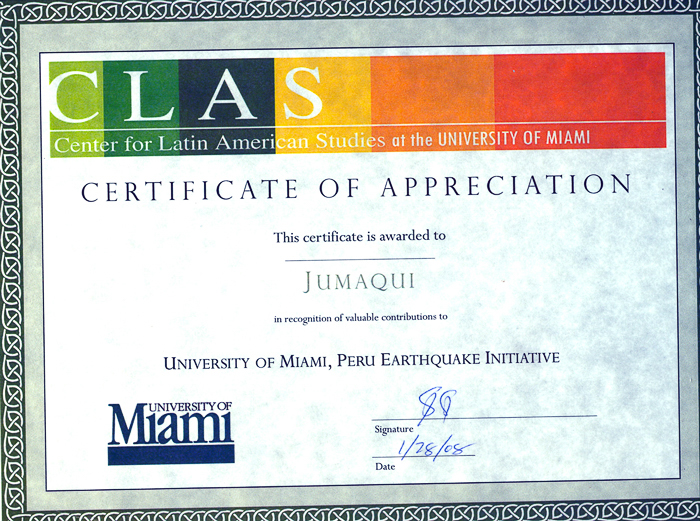 CLAS
Center for Latin American Studies at the UNIVERSITY OF MIAMI
CERTIFICATE OF APPRECIATION
This certificate is awarded to
JUMAQUI
in recognition of valuable contributions to
UNIVERSITY OF MIAMI, PERU EARTHQUAKE INITIATIVE
UNIVERSITY OF
Miami
Signature
1/28/08
Date